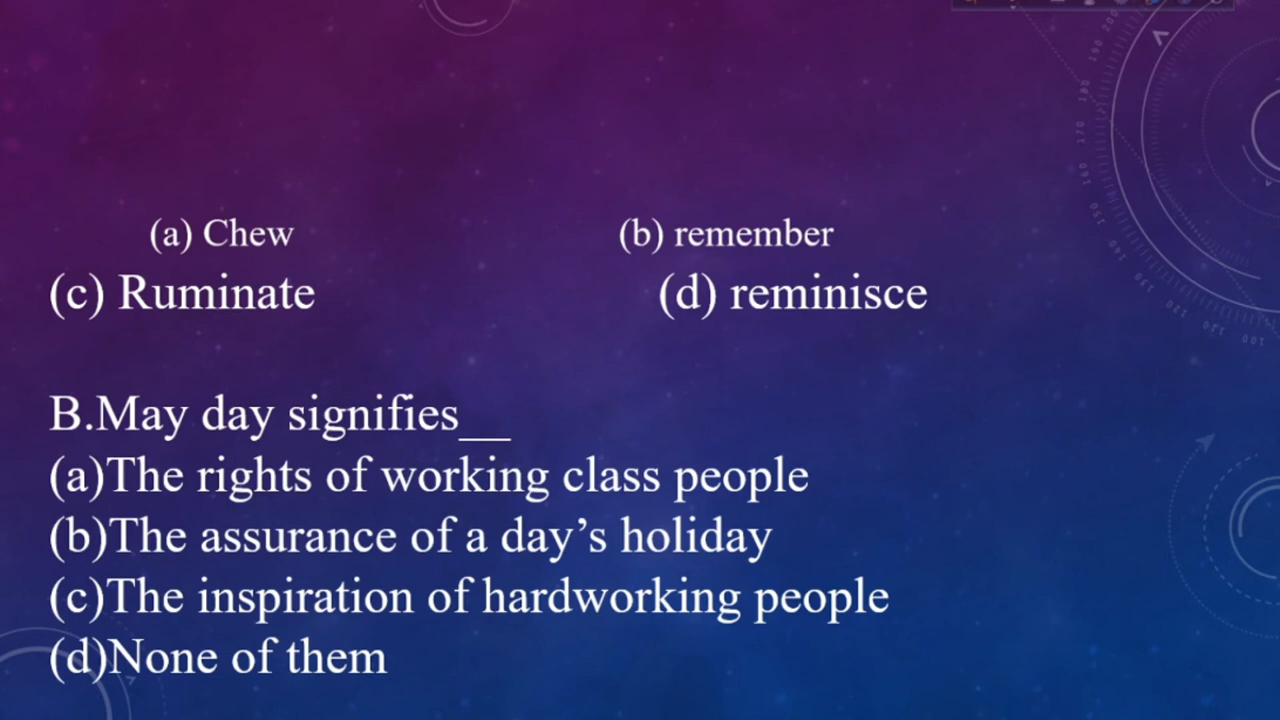 (a) Chew (b) remember
(c) Ruminate (d) reminisce
B.May day signifies__
(a)The rights of working class people
(b)The assurance of a day’s holiday
(c)The inspiration of hardworking people
(d)None of them